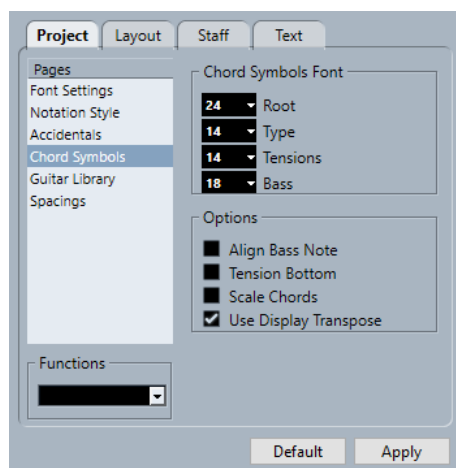 Project Layout Staff Text
Pages
Font Settings
Notation Style
Accidentals
Chord Symbols
Guitar Library
Spacings
Functions
Chord Symbols Font
24 Root
14 Type
14 Tensions
18 Bass
Options
Align Bass Note
Tension Bottom
Scale Chords
Use Display Transpose
Default Apply